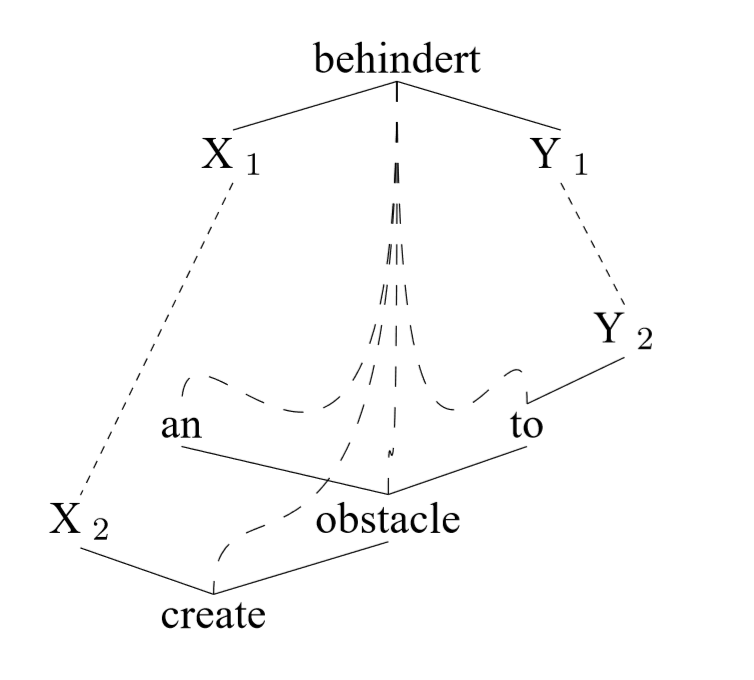 behindert
X 1 Y 1
Y 2
an to
X 2 obstacle
create